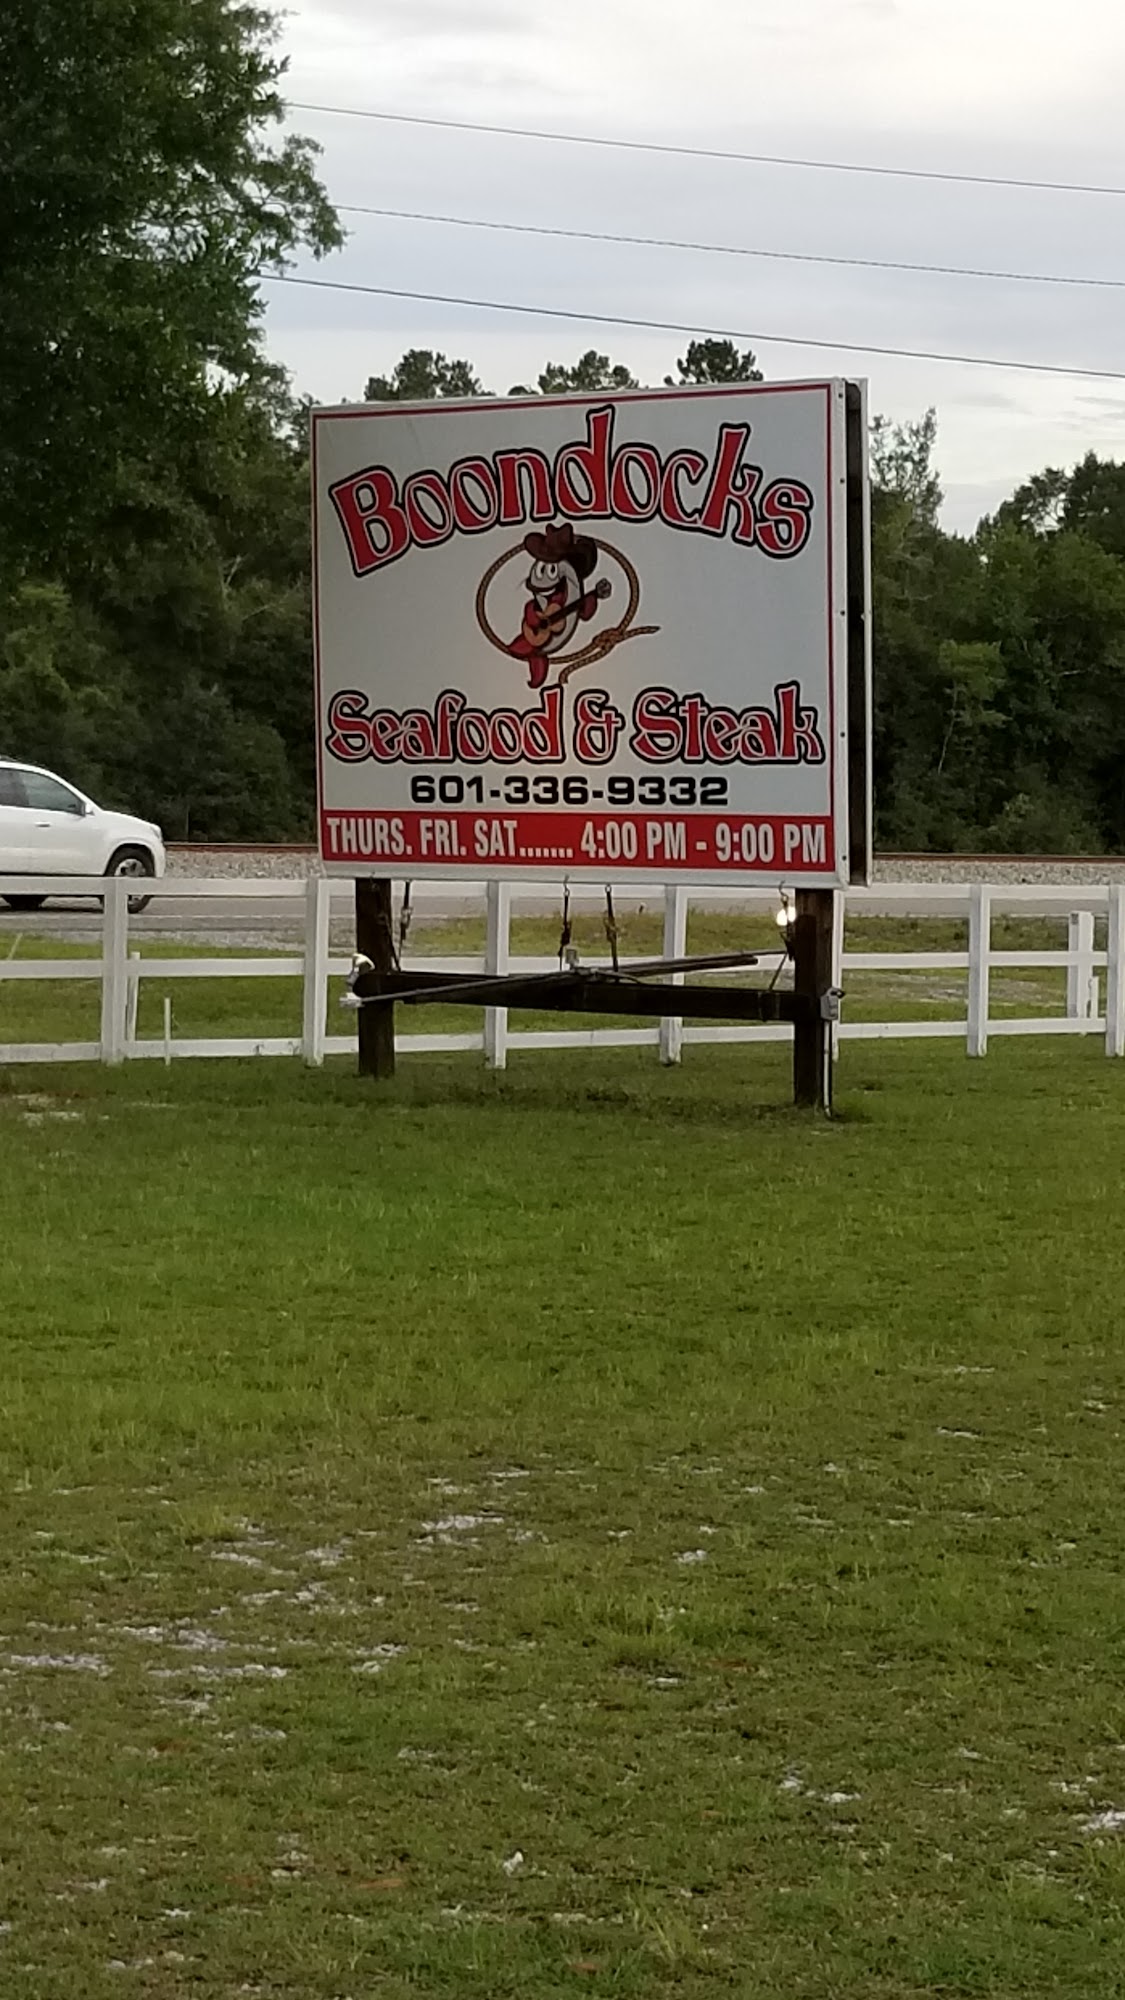 Boondocks
Seafood & Steak
601-336-9332
THURS. FRI. SAT....... 4:00 PM - 9:00 PM